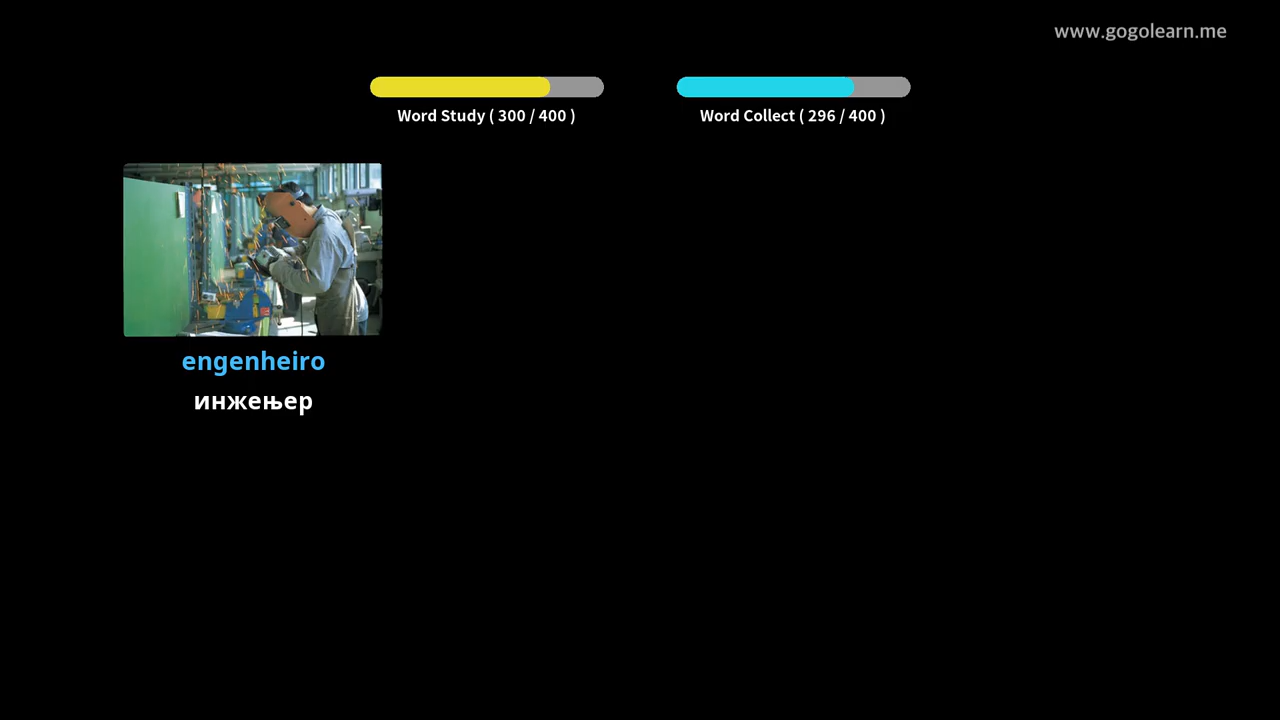 www.gogolearn.me
Word Study ( 300 / 400 )
Word Collect ( 296 / 400 )
engenheiro
инжењер